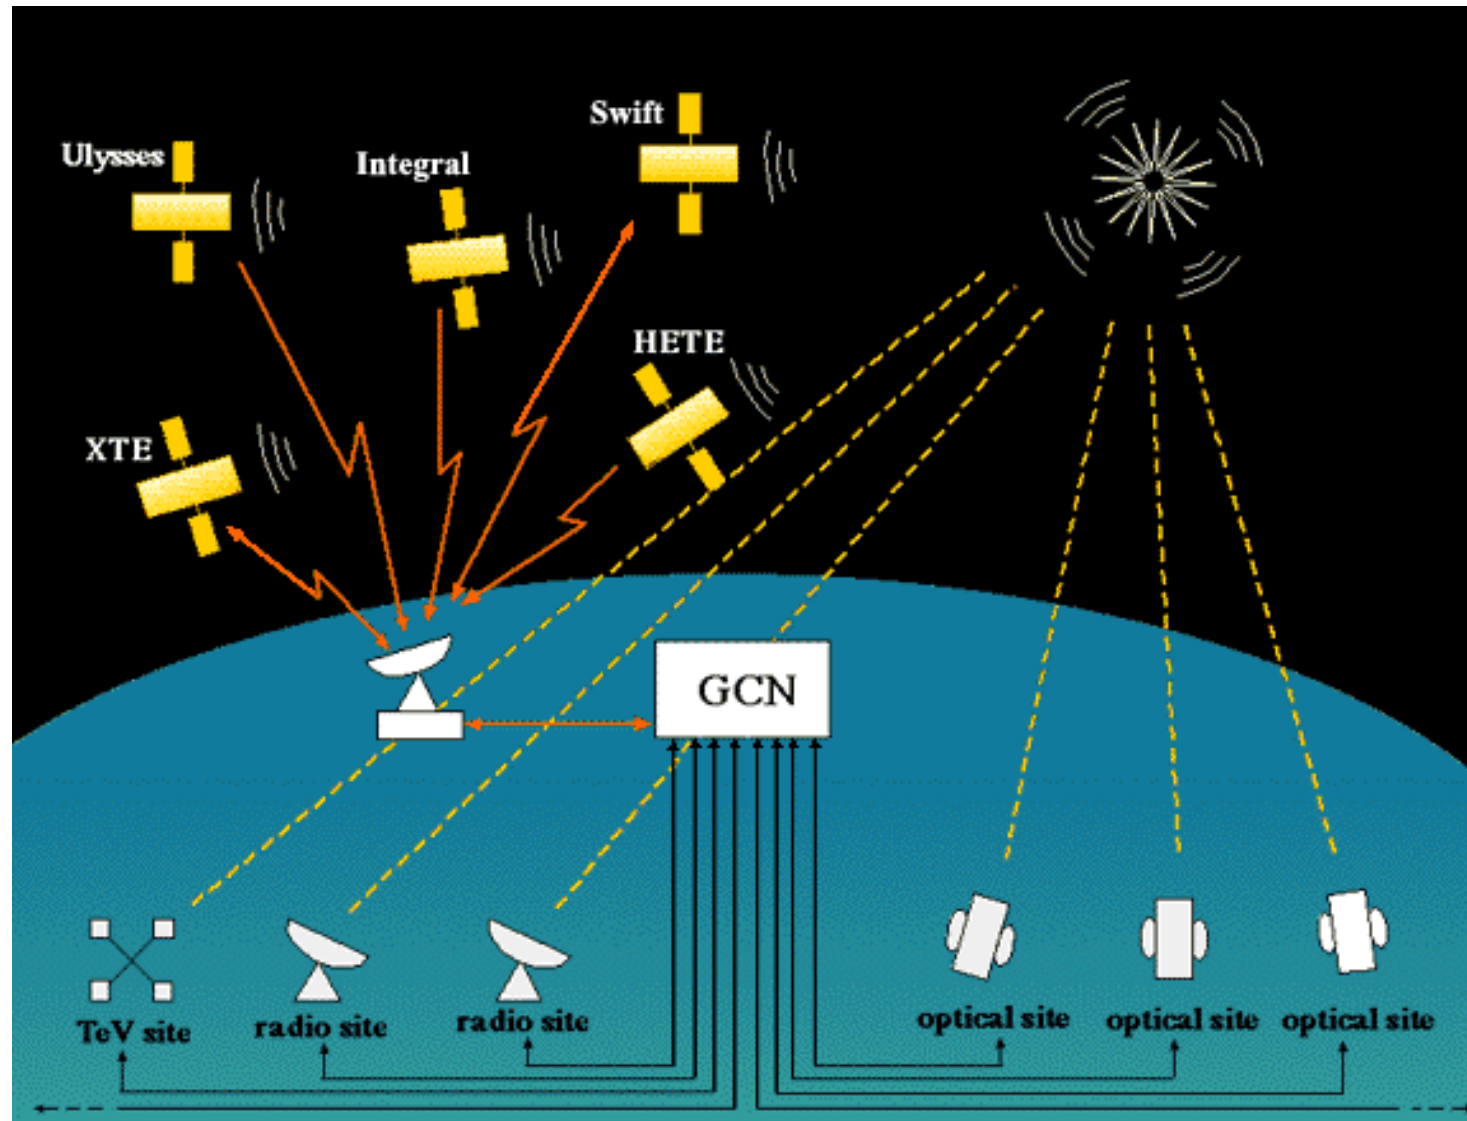 Swift
Ulysses
Integral
HETE
XTE
GCN
TeV site
radio site
radio site
optical site
optical site
optical site